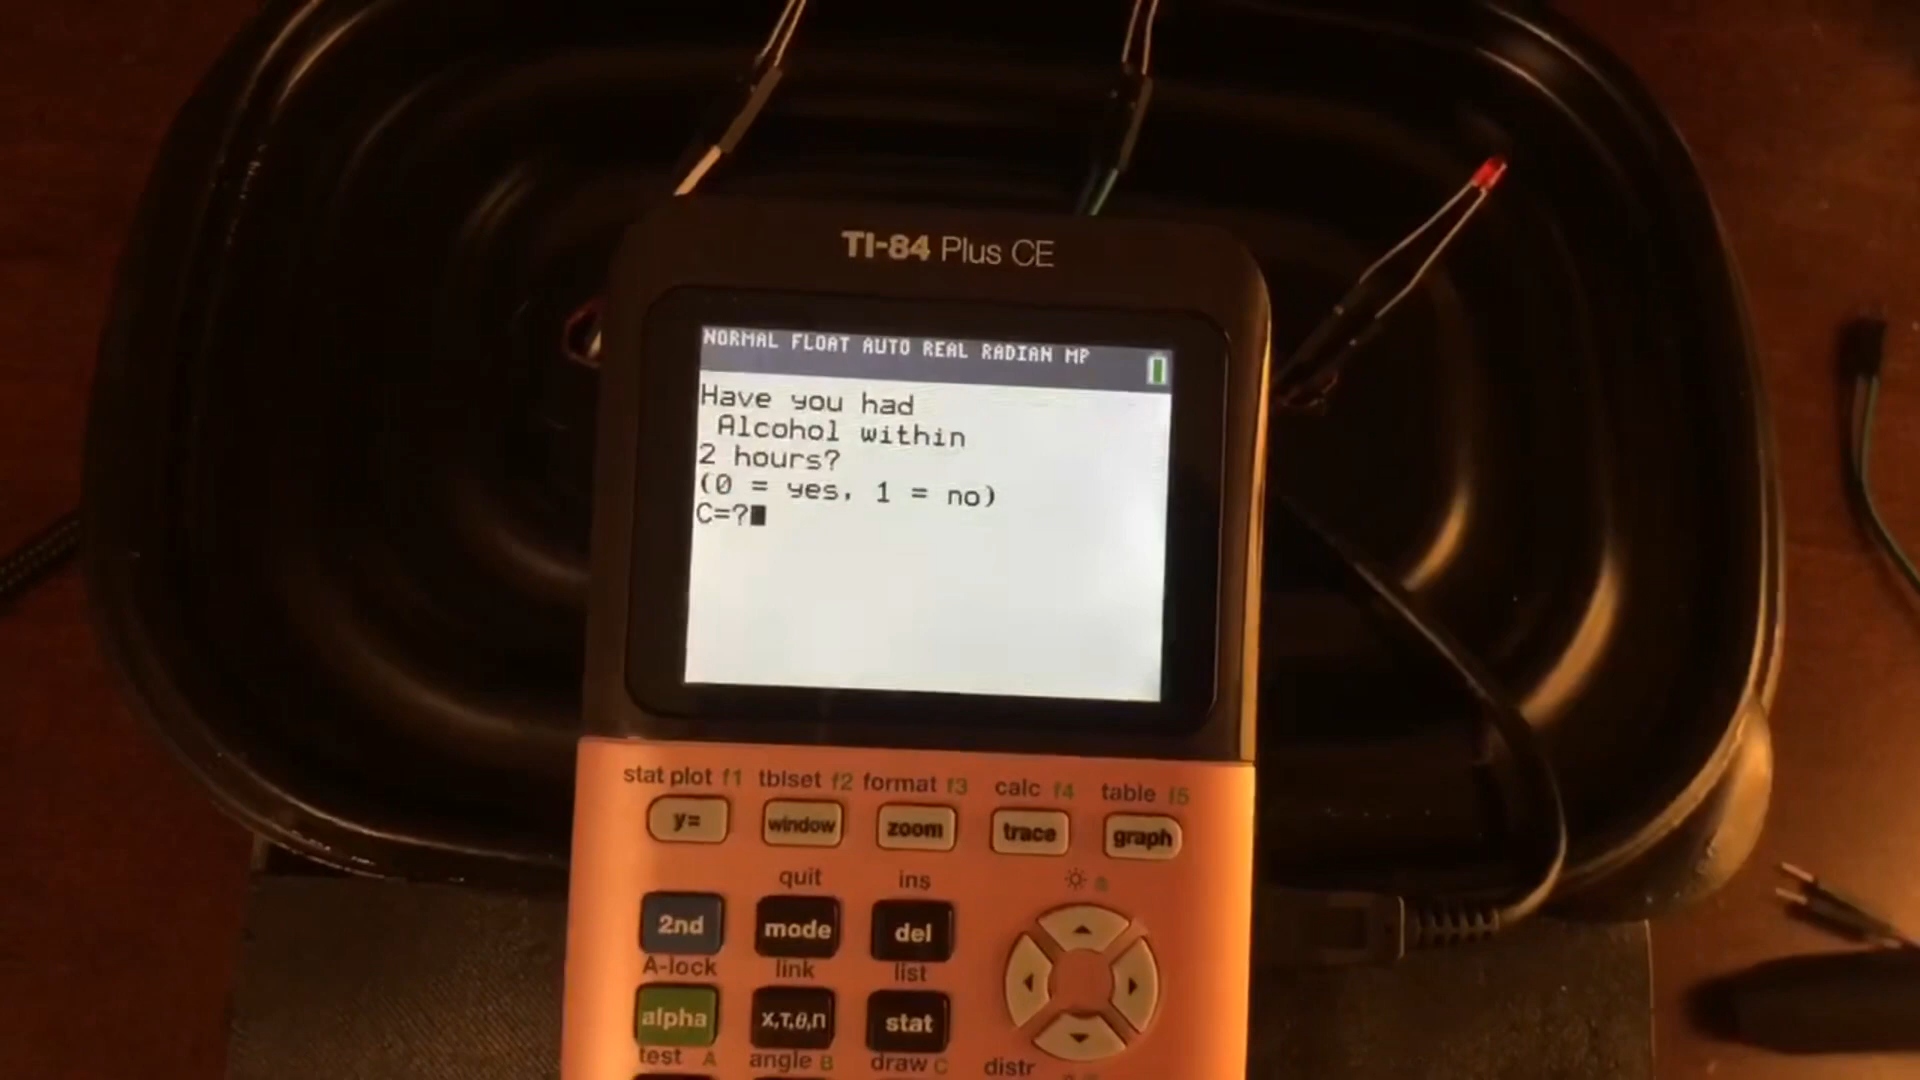 TI-84 Plus CE
NORMAL FLOAT AUTO REAL RADIAN MP
Have you had
Alcohol within
2 hours?
(0 = yes, 1 = no)
C=?
stat plot f1 tblset f2 format f3 calc f4 table f5
y= window zoom trace graph
quit ins
2nd mode del
A-lock link list
alpha X,T,θ,n stat
test A angle B draw C distr